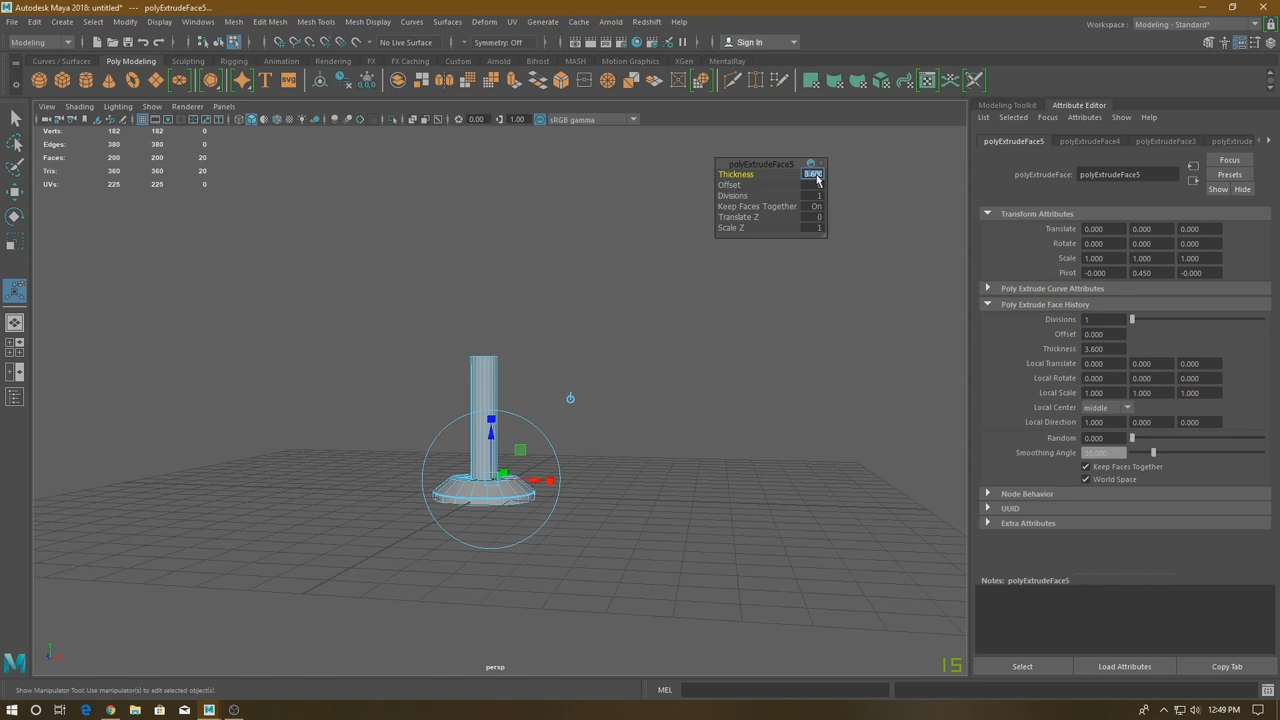 Autodesk Maya 2018: untitled* --- polyExtrudeFace5...
File Edit Create Select Modify Display Windows Mesh Edit Mesh Mesh Tools Mesh Display Curves Surfaces Deform UV Generate Cache Arnold Redshift Help
Workspace : Modeling - Standard*
Modeling No Live Surface Symmetry: Off Sign In
Curves / Surfaces Poly Modeling Sculpting Rigging Animation Rendering FX FX Caching Custom Arnold Bifrost MASH Motion Graphics XGen MentalRay
View Shading Lighting Show Renderer Panels
0.00 1.00 sRGB gamma
Verts: 182 182 0
Edges: 380 380 0
Faces: 200 200 20
Tris: 360 360 20
UVs: 225 225 0
polyExtrudeFace5
Thickness 3.600
Offset
Divisions 1
Keep Faces Together On
Translate Z 0
Scale Z 1
persp
15
Modeling Toolkit Attribute Editor
List Selected Focus Attributes Show Help
polyExtrudeFace5 polyExtrudeFace4 polyExtrudeFace3 polyExtrude
Focus
polyExtrudeFace: polyExtrudeFace5 Presets
Show Hide
Transform Attributes
Translate 0.000 0.000 0.000
Rotate 0.000 0.000 0.000
Scale 1.000 1.000 1.000
Pivot -0.000 0.450 -0.000
Poly Extrude Curve Attributes
Poly Extrude Face History
Divisions 1
Offset 0.000
Thickness 3.600
Local Translate 0.000 0.000 0.000
Local Rotate 0.000 0.000 0.000
Local Scale 1.000 1.000 1.000
Local Center middle
Local Direction 1.000 0.000 0.000
Random 0.000
Smoothing Angle 30.000
Keep Faces Together
World Space
Node Behavior
UUID
Extra Attributes
Notes: polyExtrudeFace5
Select Load Attributes Copy Tab
Show Manipulator Tool: Use manipulator(s) to edit selected object(s). MEL
12:49 PM